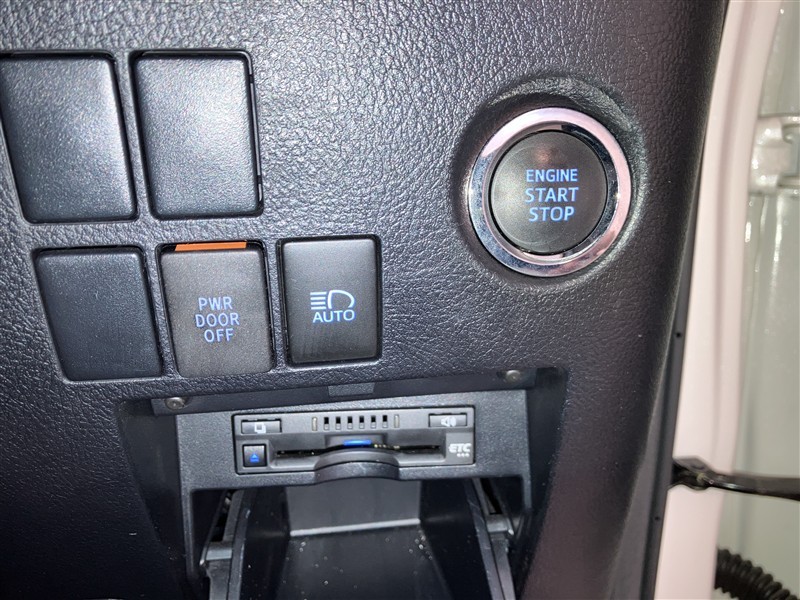 ENGINE
START
STOP
PWR
DOOR
OFF
AUTO
ETC